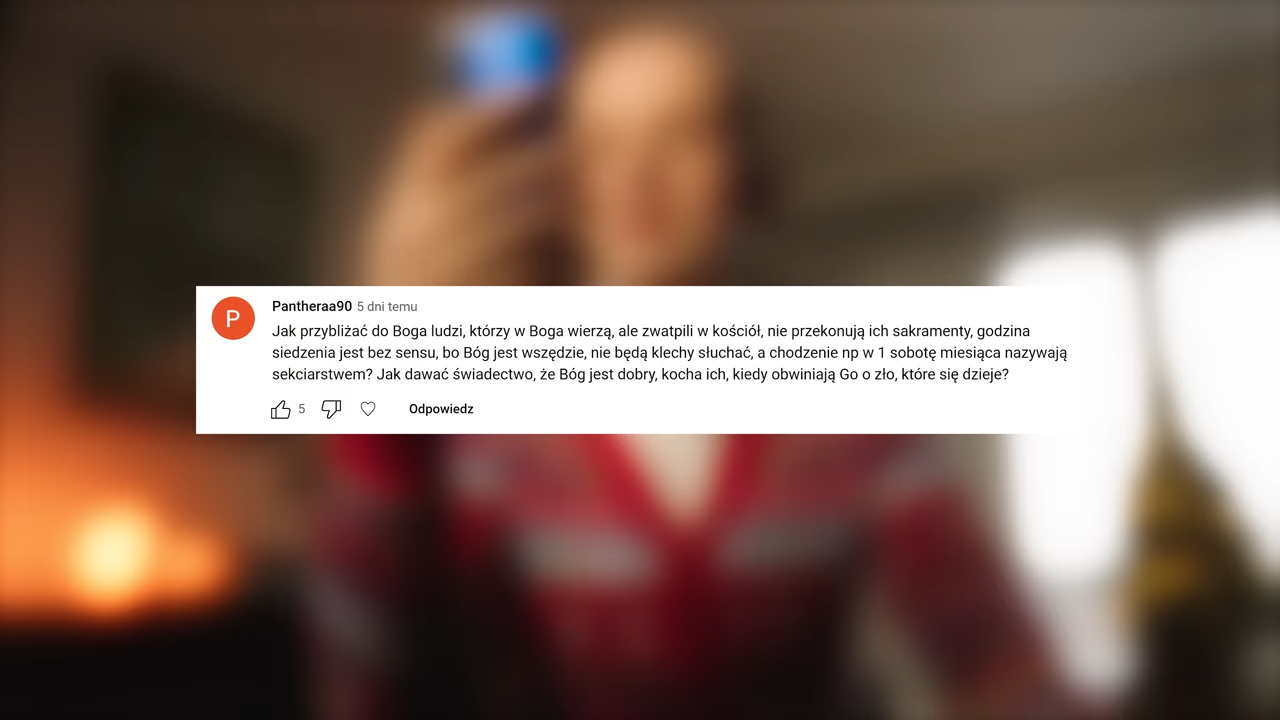 P
Pantheraa90 5 dni temu
Jak przybliżać do Boga ludzi, którzy w Boga wierzą, ale zwatpili w kościół, nie przekonują ich sakramenty, godzina
siedzenia jest bez sensu, bo Bóg jest wszędzie, nie będą klechy słuchać, a chodzenie np w 1 sobotę miesiąca nazywają
sekciarstwem? Jak dawać świadectwo, że Bóg jest dobry, kocha ich, kiedy obwiniają Go o zło, które się dzieje?
5 Odpowiedz